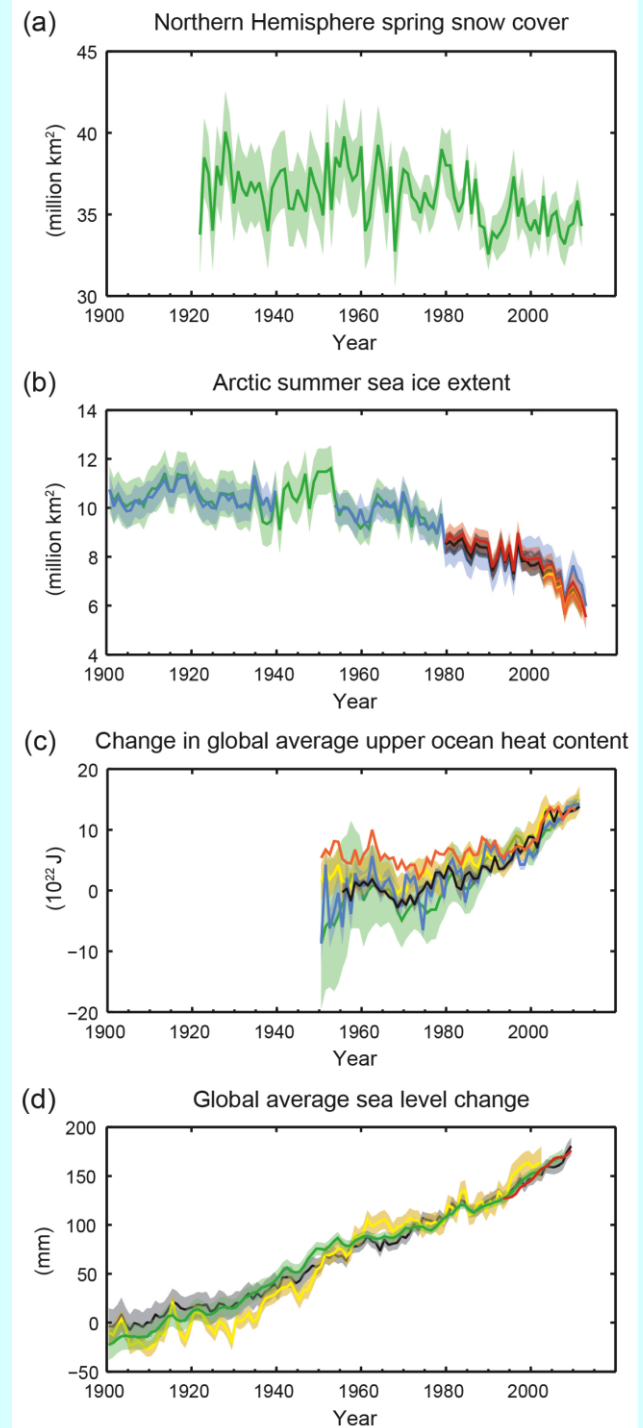 (a) Northern Hemisphere spring snow cover
45
40
35
30
(million km²)
1900 1920 1940 1960 1980 2000
Year
(b) Arctic summer sea ice extent
14
12
10
8
6
4
(million km²)
1900 1920 1940 1960 1980 2000
Year
(c) Change in global average upper ocean heat content
20
10
0
−10
−20
(10²² J)
1900 1920 1940 1960 1980 2000
Year
(d) Global average sea level change
200
150
100
50
0
−50
(mm)
1900 1920 1940 1960 1980 2000
Year